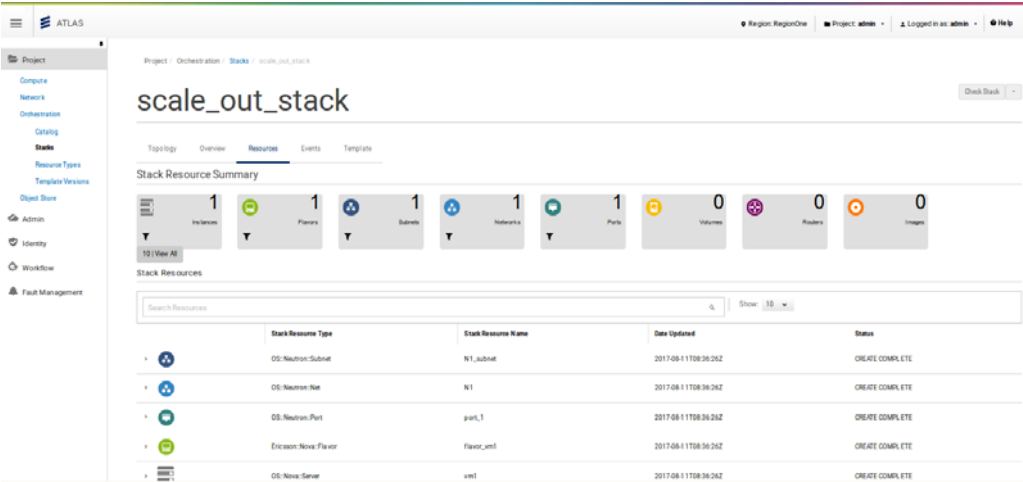 ATLAS
Region: RegionOne
Project: admin
Logged in as: admin
Help
Project
Compute
Network
Orchestration
Catalog
Stacks
Resource Types
Template Versions
Object Store
Admin
Identity
Workflow
Fault Management
Project / Orchestration / Stacks / scale_out_stack
scale_out_stack
Check Stack
Topology Overview Resources Events Template
Stack Resource Summary
1 1 1 1 1 0 0 0
Instances Flavors Subnets Networks Ports Volumes Routers Images
10 | View All
Stack Resources
Search Resources
Show: 10
Stack Resource Type Stack Resource Name Date Updated Status
OS::Neutron::Subnet N1_subnet 2017-08-11T08:36:26Z CREATE COMPLETE
OS::Neutron::Net N1 2017-08-11T08:36:26Z CREATE COMPLETE
OS::Neutron::Port port_1 2017-08-11T08:36:26Z CREATE COMPLETE
Ericsson::Nova::Flavor flavor_vm1 2017-08-11T08:36:26Z CREATE COMPLETE
OS::Nova::Server vm1 2017-08-11T08:36:26Z CREATE COMPLETE